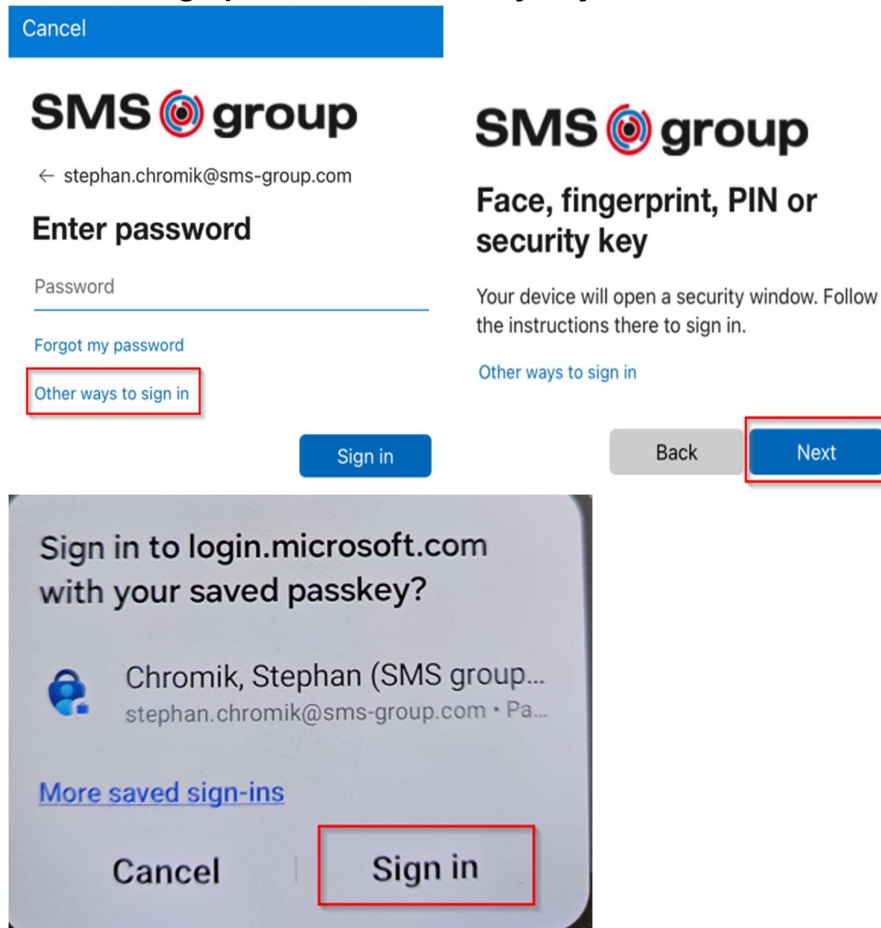 Cancel
SMS group
← stephan.chromik@sms-group.com
Enter password
Password
Forgot my password
Other ways to sign in
Sign in
SMS group
Face, fingerprint, PIN or
security key
Your device will open a security window. Follow
the instructions there to sign in.
Other ways to sign in
Back
Next
Sign in to login.microsoft.com
with your saved passkey?
Chromik, Stephan (SMS group...
stephan.chromik@sms-group.com • Pa...
More saved sign-ins
Cancel
Sign in